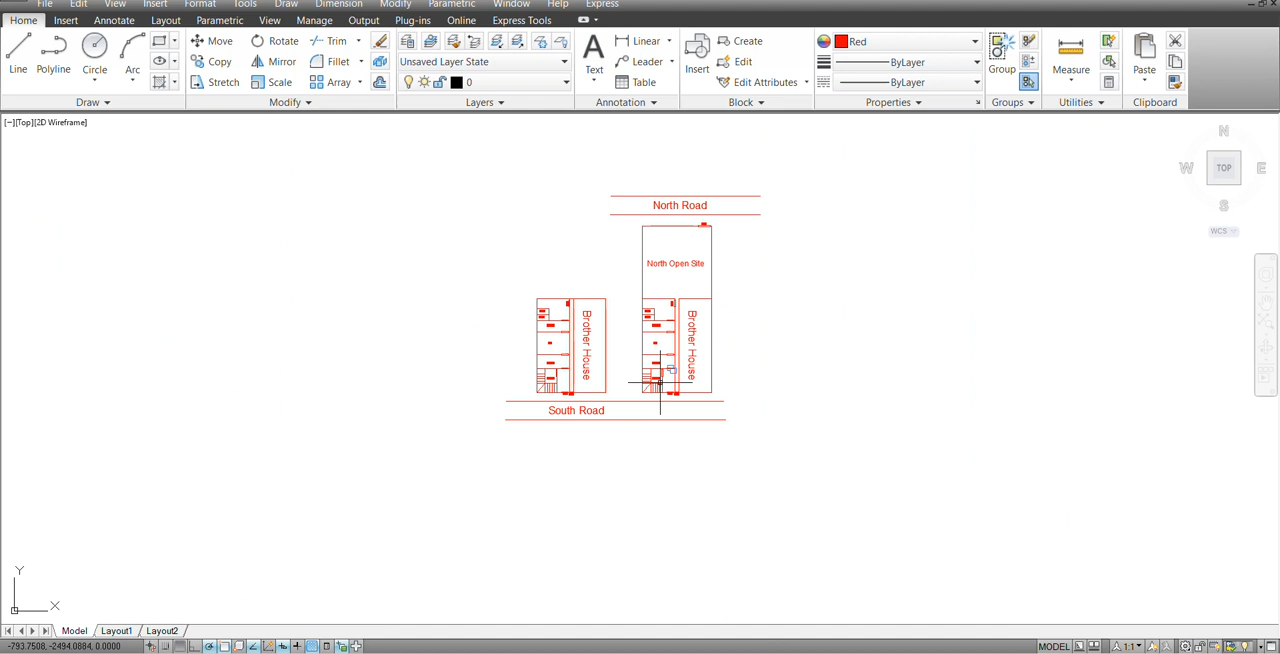 File Edit View Insert Format Tools Draw Dimension Modify Parametric Window Help Express
Home Insert Annotate Layout Parametric View Manage Output Plug-ins Online Express Tools
Line Polyline Circle Arc
Move Rotate Trim
Copy Mirror Fillet
Stretch Scale Array
Unsaved Layer State
0
Text
Linear
Leader
Table
Insert
Create
Edit
Edit Attributes
Red
ByLayer
ByLayer
Group
Measure
Paste
Draw Modify Layers Annotation Block Properties Groups Utilities Clipboard
[−][Top][2D Wireframe]
N
W TOP E
S
WCS
North Road
North Open Site
Brother House
Brother House
South Road
Y
X
Model Layout1 Layout2
-793.7508, -2494.0884, 0.0000
MODEL
1:1